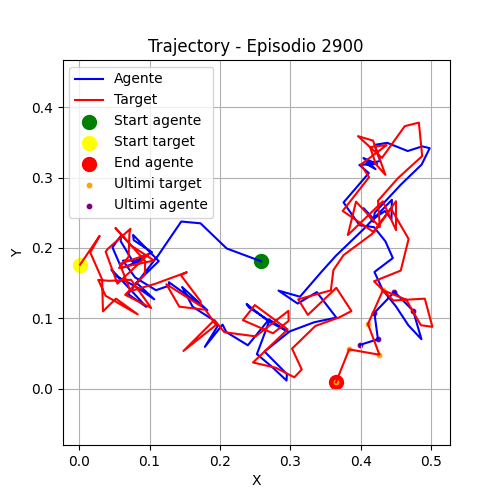 Trajectory - Episodio 2900
Agente
Target
Start agente
Start target
End agente
Ultimi target
Ultimi agente
Y
0.4
0.3
0.2
0.1
0.0
0.0 0.1 0.2 0.3 0.4 0.5
X